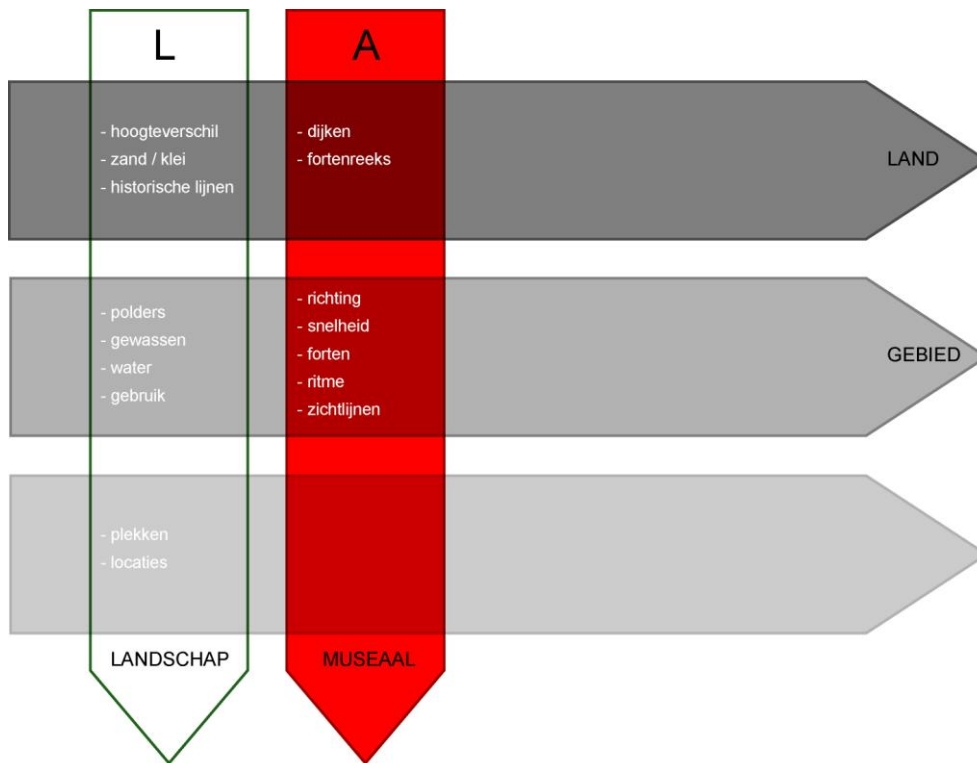 L
A
- hoogteverschil
- zand / klei
- historische lijnen
- dijken
- fortenreeks
LAND
- polders
- gewassen
- water
- gebruik
- richting
- snelheid
- forten
- ritme
- zichtlijnen
GEBIED
- plekken
- locaties
LANDSCHAP
MUSEAAL